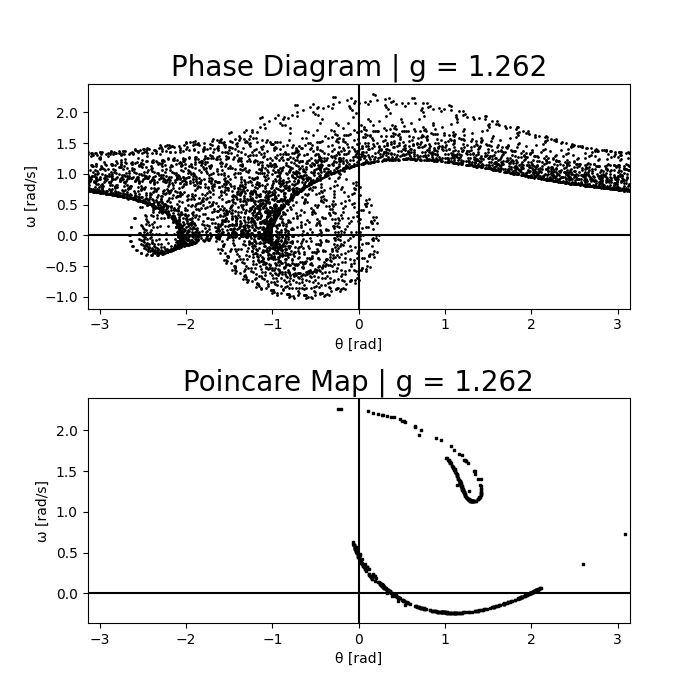 Phase Diagram | g = 1.262
2.0
1.5
1.0
0.5
0.0
−0.5
−1.0
ω [rad/s]
−3 −2 −1 0 1 2 3
θ [rad]
Poincare Map | g = 1.262
2.0
1.5
1.0
0.5
0.0
ω [rad/s]
−3 −2 −1 0 1 2 3
θ [rad]